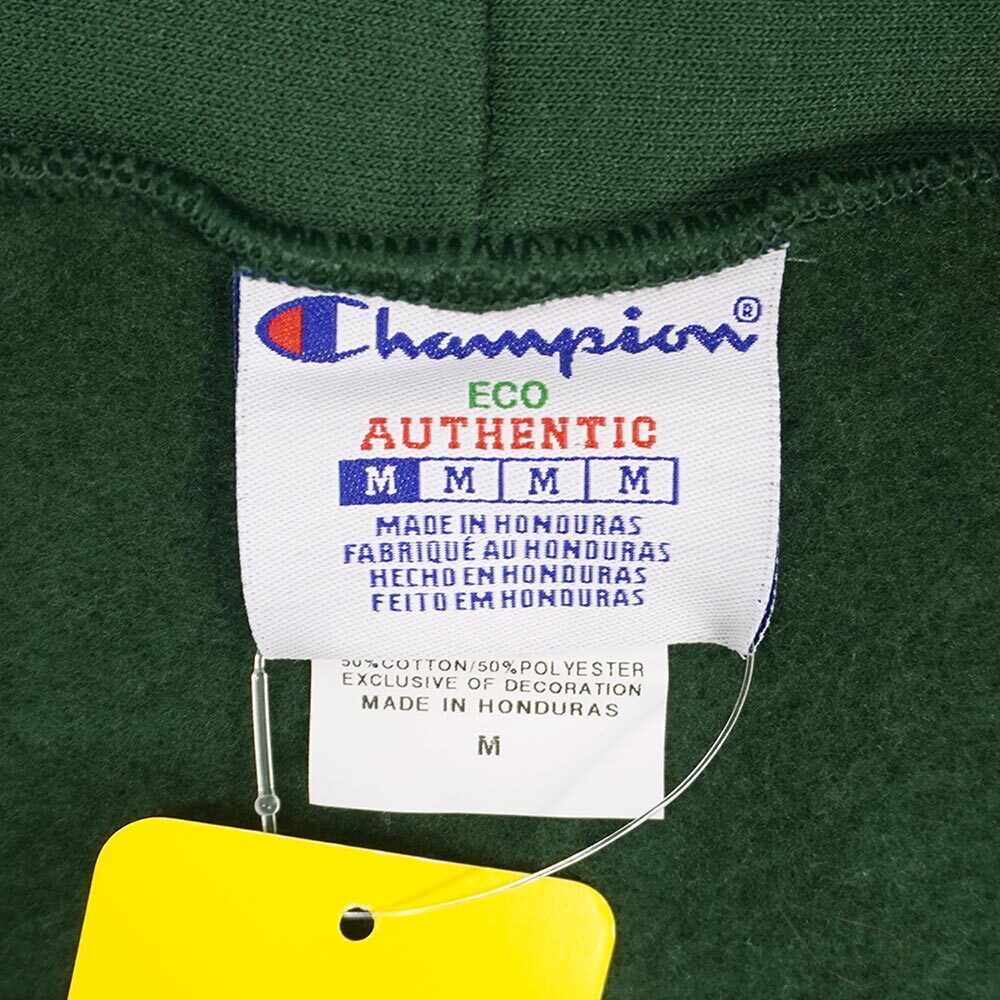 Champion®
ECO
AUTHENTIC
M M M M
MADE IN HONDURAS
FABRIQUÉ AU HONDURAS
HECHO EN HONDURAS
FEITO EM HONDURAS
50%COTTON/50%POLYESTER
EXCLUSIVE OF DECORATION
MADE IN HONDURAS
M